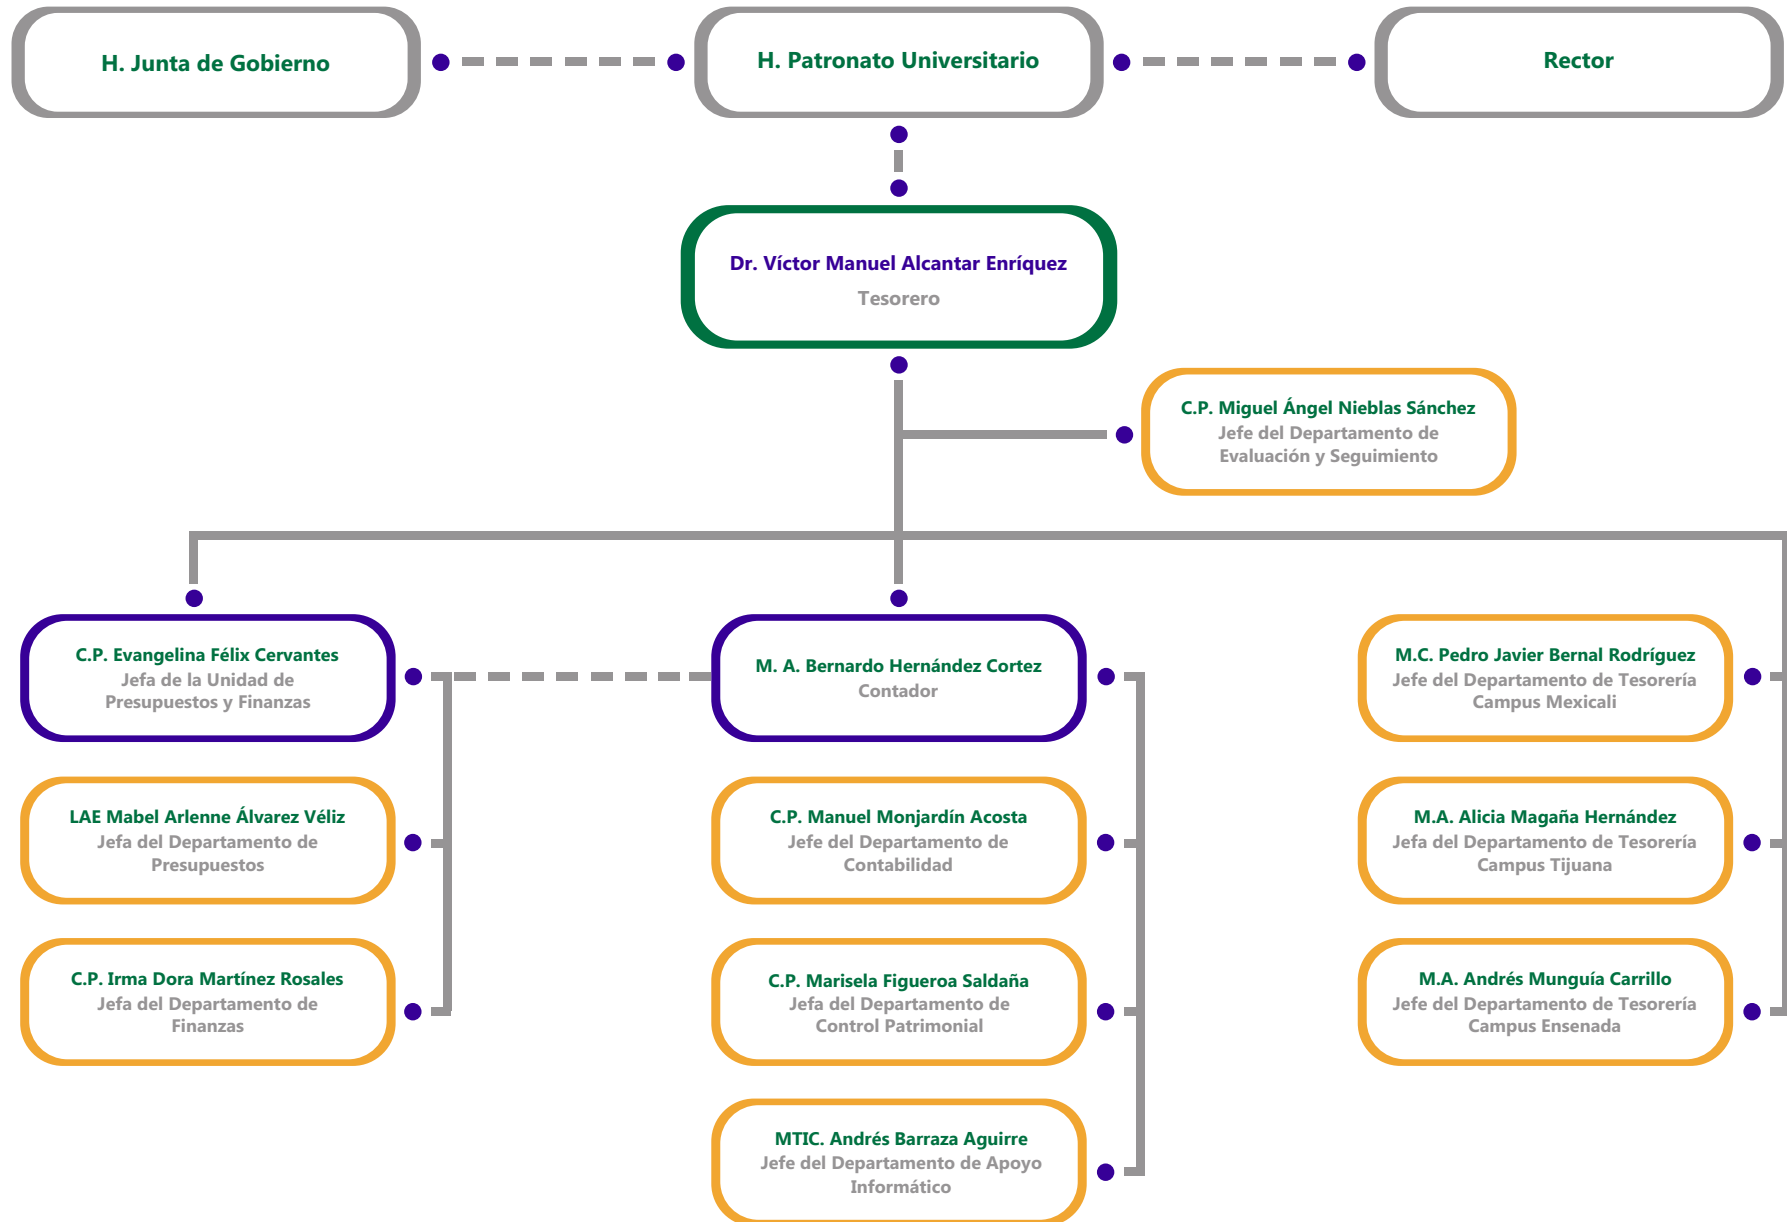 H. Junta de Gobierno
H. Patronato Universitario
Rector
Dr. Víctor Manuel Alcantar Enríquez
Tesorero
C.P. Miguel Ángel Nieblas Sánchez
Jefe del Departamento de
Evaluación y Seguimiento
C.P. Evangelina Félix Cervantes
Jefa de la Unidad de
Presupuestos y Finanzas
M. A. Bernardo Hernández Cortez
Contador
M.C. Pedro Javier Bernal Rodríguez
Jefe del Departamento de Tesorería
Campus Mexicali
LAE Mabel Arlenne Álvarez Véliz
Jefa del Departamento de
Presupuestos
C.P. Manuel Monjardín Acosta
Jefe del Departamento de
Contabilidad
M.A. Alicia Magaña Hernández
Jefa del Departamento de Tesorería
Campus Tijuana
C.P. Irma Dora Martínez Rosales
Jefa del Departamento de
Finanzas
C.P. Marisela Figueroa Saldaña
Jefa del Departamento de
Control Patrimonial
M.A. Andrés Munguía Carrillo
Jefe del Departamento de Tesorería
Campus Ensenada
MTIC. Andrés Barraza Aguirre
Jefe del Departamento de Apoyo
Informático